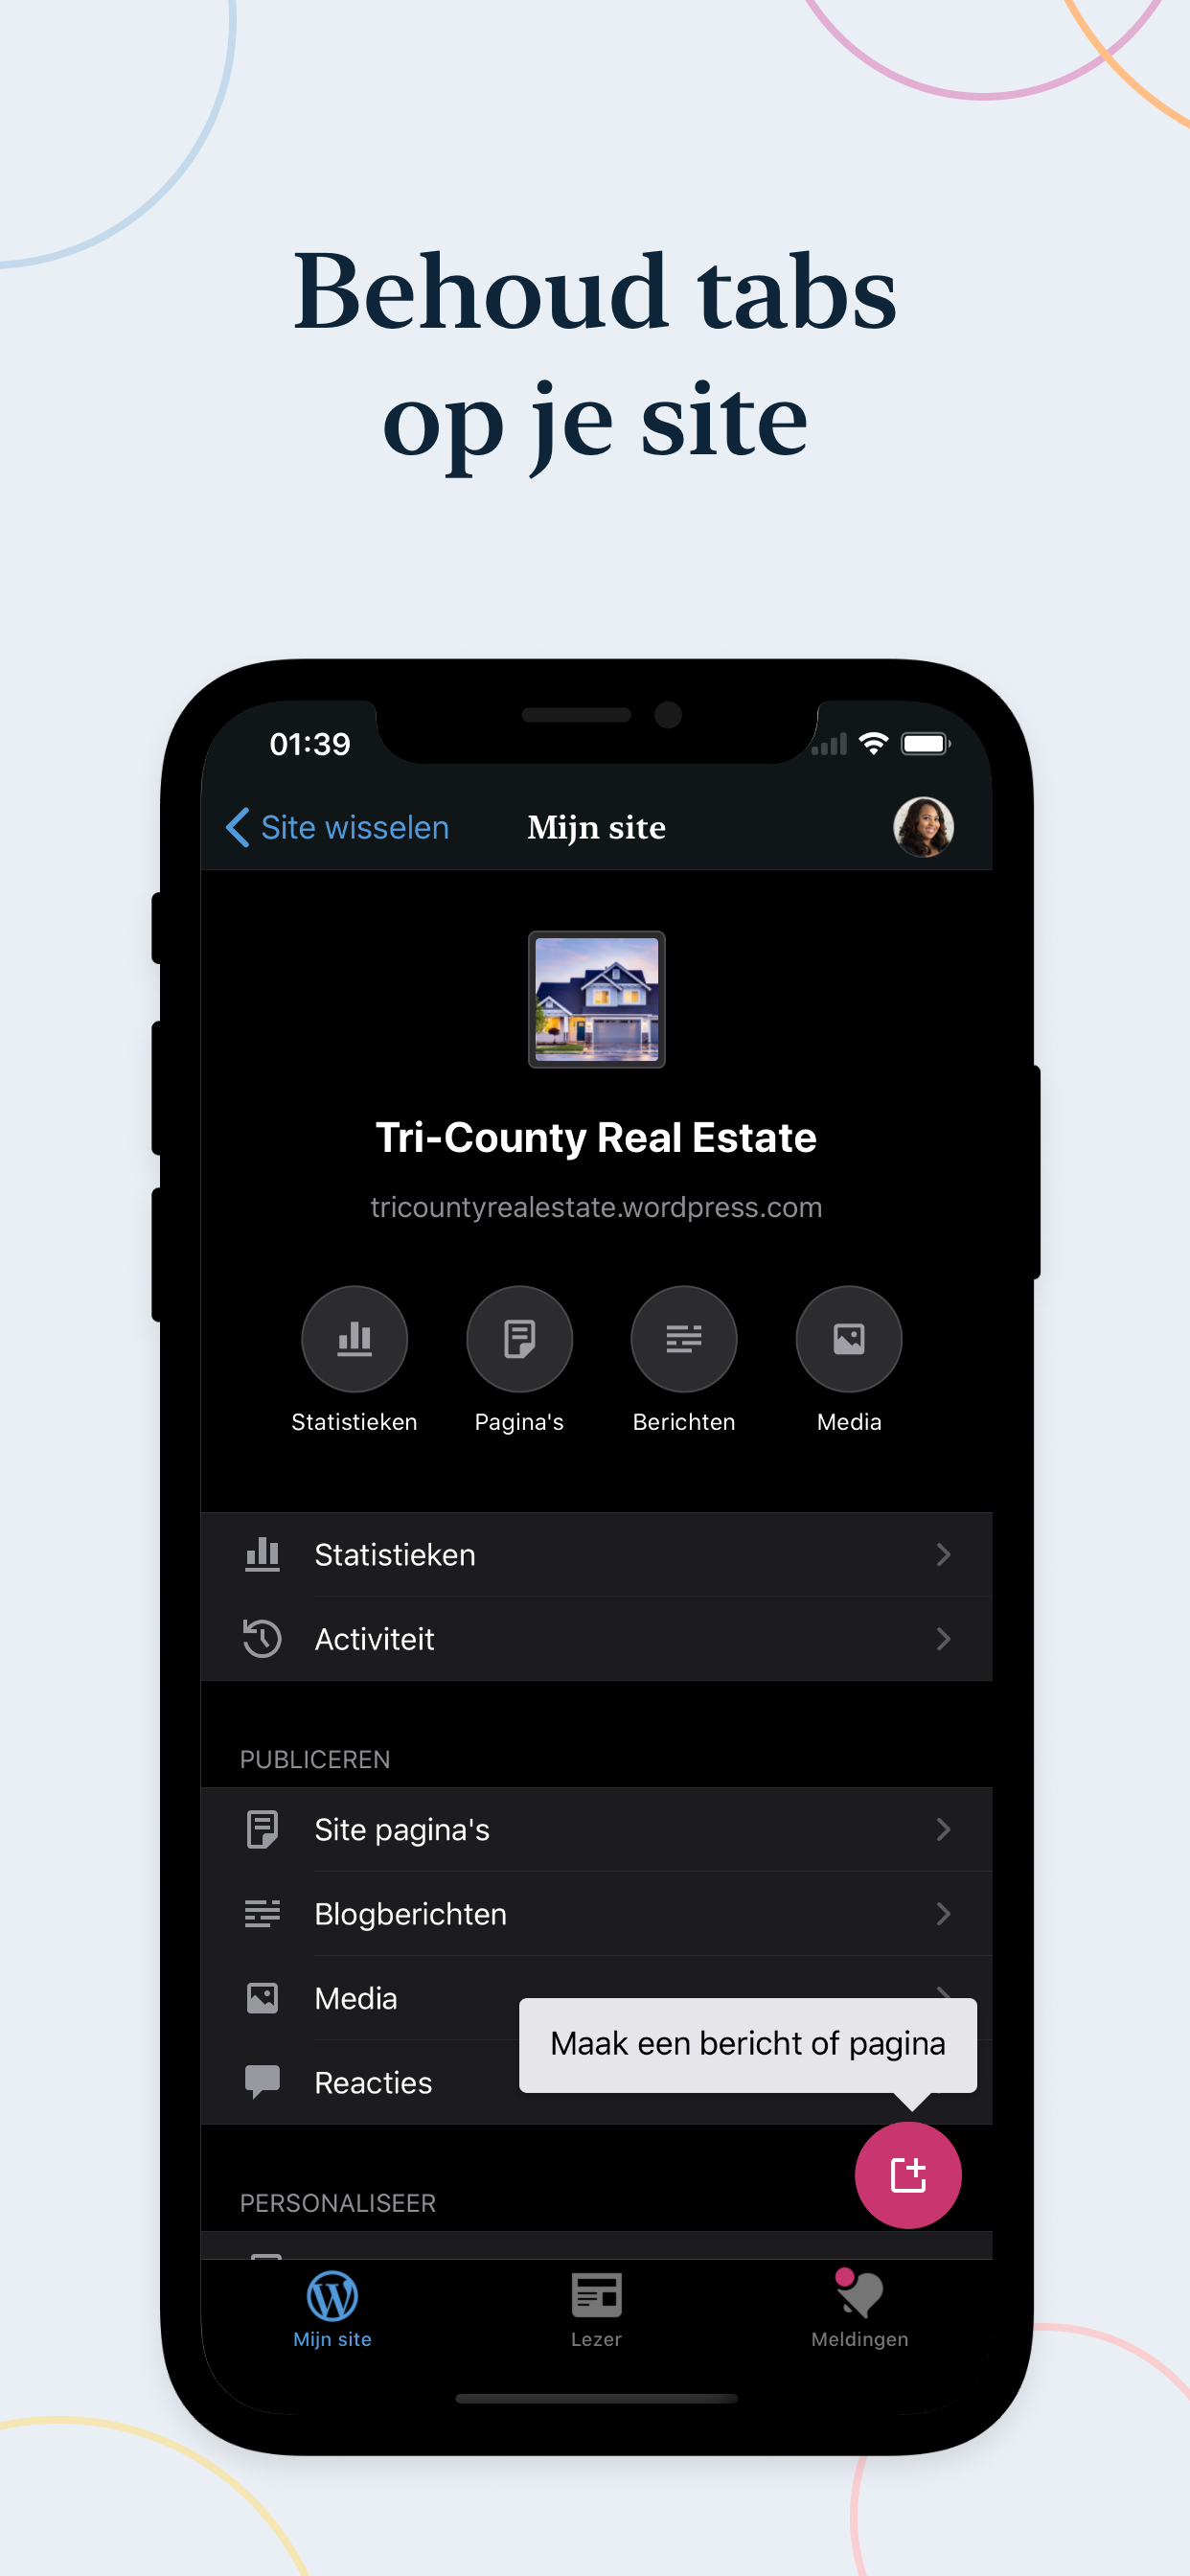 Behoud tabs
op je site
01:39
Site wisselen
Mijn site
Tri-County Real Estate
tricountyrealestate.wordpress.com
Statistieken
Pagina's
Berichten
Media
Statistieken
Activiteit
PUBLICEREN
Site pagina's
Blogberichten
Media
Maak een bericht of pagina
Reacties
PERSONALISEER
Mijn site
Lezer
Meldingen